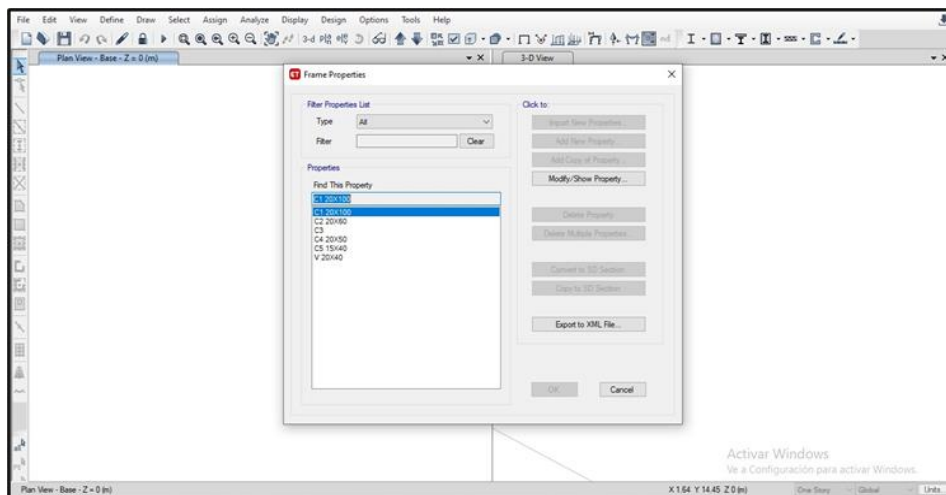 File Edit View Define Draw Select Assign Analyze Display Design Options Tools Help
3-d
Plan View - Base - Z = 0 (m)
3-D View
Frame Properties
Filter Properties List
Type All
Filter Clear
Properties
Find This Property
C1 20X100
C1 20X100
C2 20X60
C3
C4 20X50
C5 15X40
V 20X40
Click to:
Import New Properties...
Add New Property...
Add Copy of Property...
Modify/Show Property...
Delete Property
Delete Multiple Properties...
Convert to SD Section
Copy to SD Section
Export to XML File...
OK Cancel
Activar Windows
Ve a Configuración para activar Windows.
Plan View - Base - Z = 0 (m) X 1.64 Y 14.45 Z 0 (m) One Story Global Units